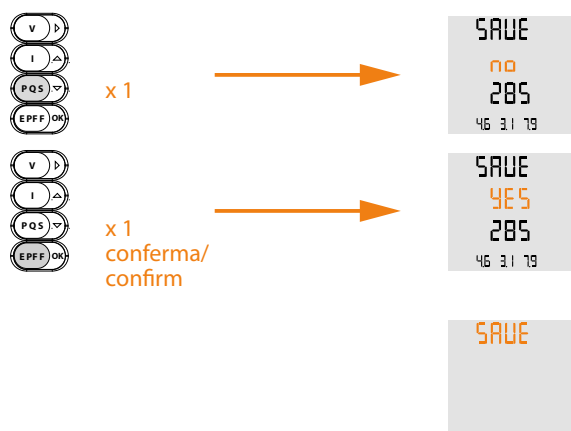 V
I
PQS
EPFF OK
x 1
SAVE
no
285
4.6 3.1 7.9
V
I
PQS
EPFF OK
x 1
conferma/
confirm
SAVE
YES
285
4.6 3.1 7.9
SAVE